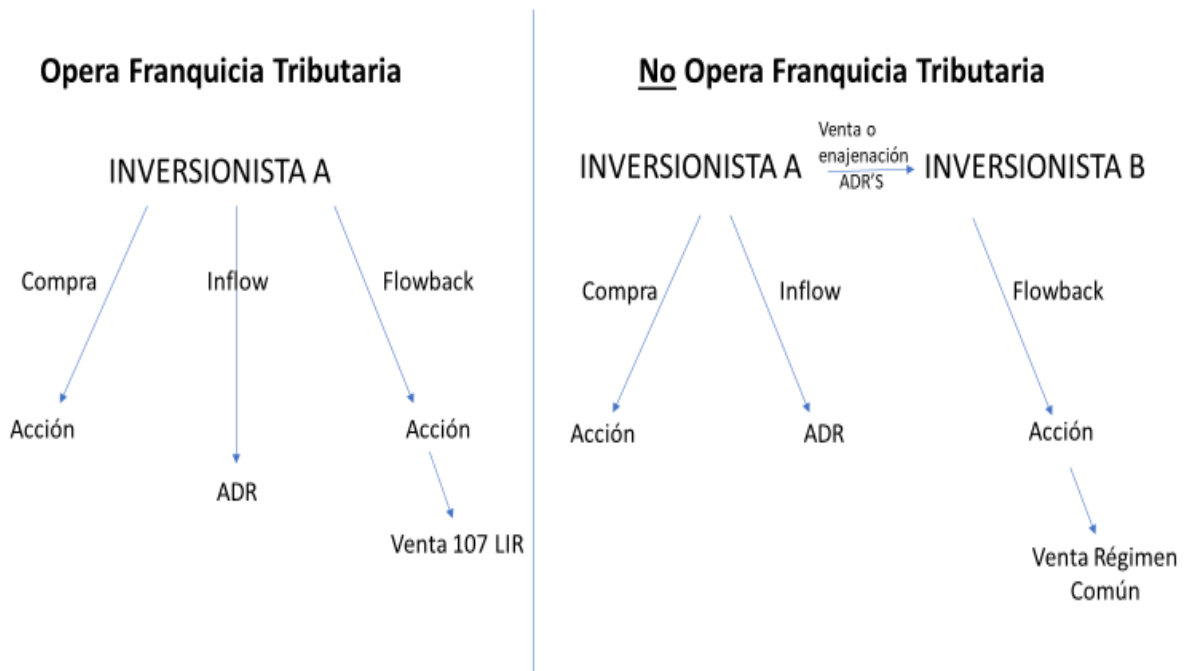 Opera Franquicia Tributaria
INVERSIONISTA A
Compra
Inflow
Flowback
Acción
ADR
Acción
Venta 107 LIR
No Opera Franquicia Tributaria
INVERSIONISTA A
Venta o
enajenación
ADR'S
INVERSIONISTA B
Compra
Inflow
Flowback
Acción
ADR
Acción
Venta Régimen
Común